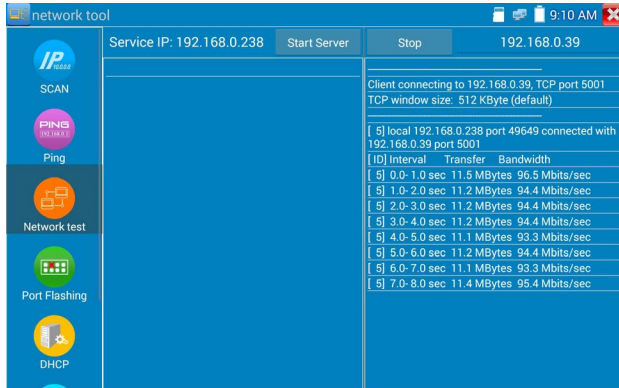 network tool
9:10 AM
Service IP: 192.168.0.238
Start Server
Stop
192.168.0.39
IP
SCAN
PING
Ping
Network test
Port Flashing
DHCP
Client connecting to 192.168.0.39, TCP port 5001
TCP window size: 512 KByte (default)
[ 5] local 192.168.0.238 port 49649 connected with
192.168.0.39 port 5001
[ ID] Interval Transfer Bandwidth
[ 5] 0.0- 1.0 sec 11.5 MBytes 96.5 Mbits/sec
[ 5] 1.0- 2.0 sec 11.2 MBytes 94.4 Mbits/sec
[ 5] 2.0- 3.0 sec 11.2 MBytes 94.4 Mbits/sec
[ 5] 3.0- 4.0 sec 11.2 MBytes 94.4 Mbits/sec
[ 5] 4.0- 5.0 sec 11.1 MBytes 93.3 Mbits/sec
[ 5] 5.0- 6.0 sec 11.2 MBytes 94.4 Mbits/sec
[ 5] 6.0- 7.0 sec 11.1 MBytes 93.3 Mbits/sec
[ 5] 7.0- 8.0 sec 11.4 MBytes 95.4 Mbits/sec